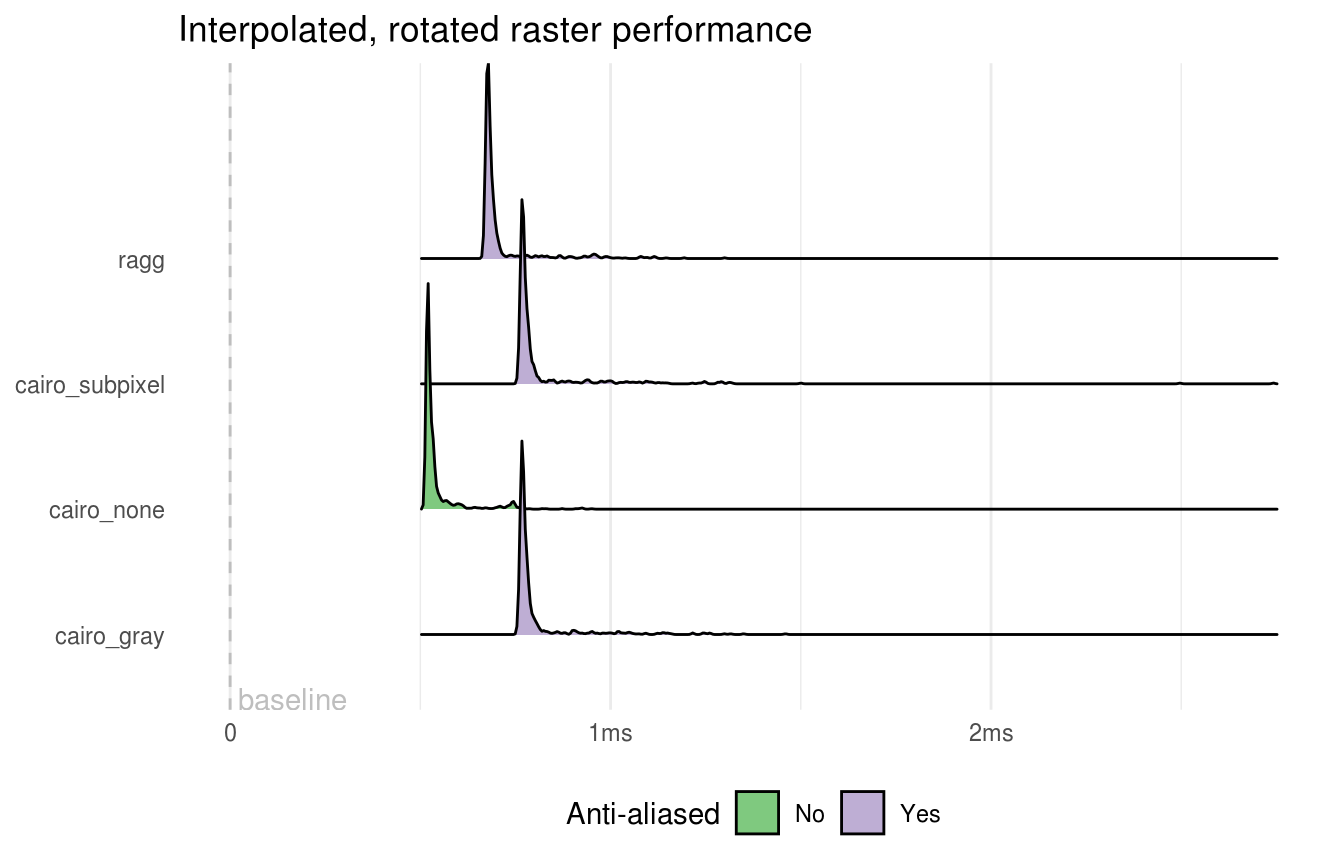 Interpolated, rotated raster performance
ragg
cairo_subpixel
cairo_none
cairo_gray
baseline
0 1ms 2ms
Anti-aliased No Yes